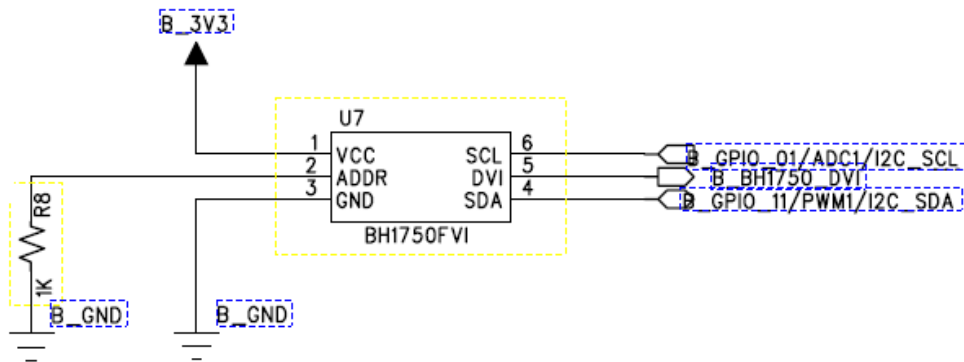 B_3V3
U7
1 VCC
2 ADDR
3 GND
SCL 6
DVI 5
SDA 4
BH1750FVI
B_GPIO_01/ADC1/I2C_SCL
B_BH1750_DVI
B_GPIO_11/PWM1/I2C_SDA
R8
1K
B_GND
B_GND